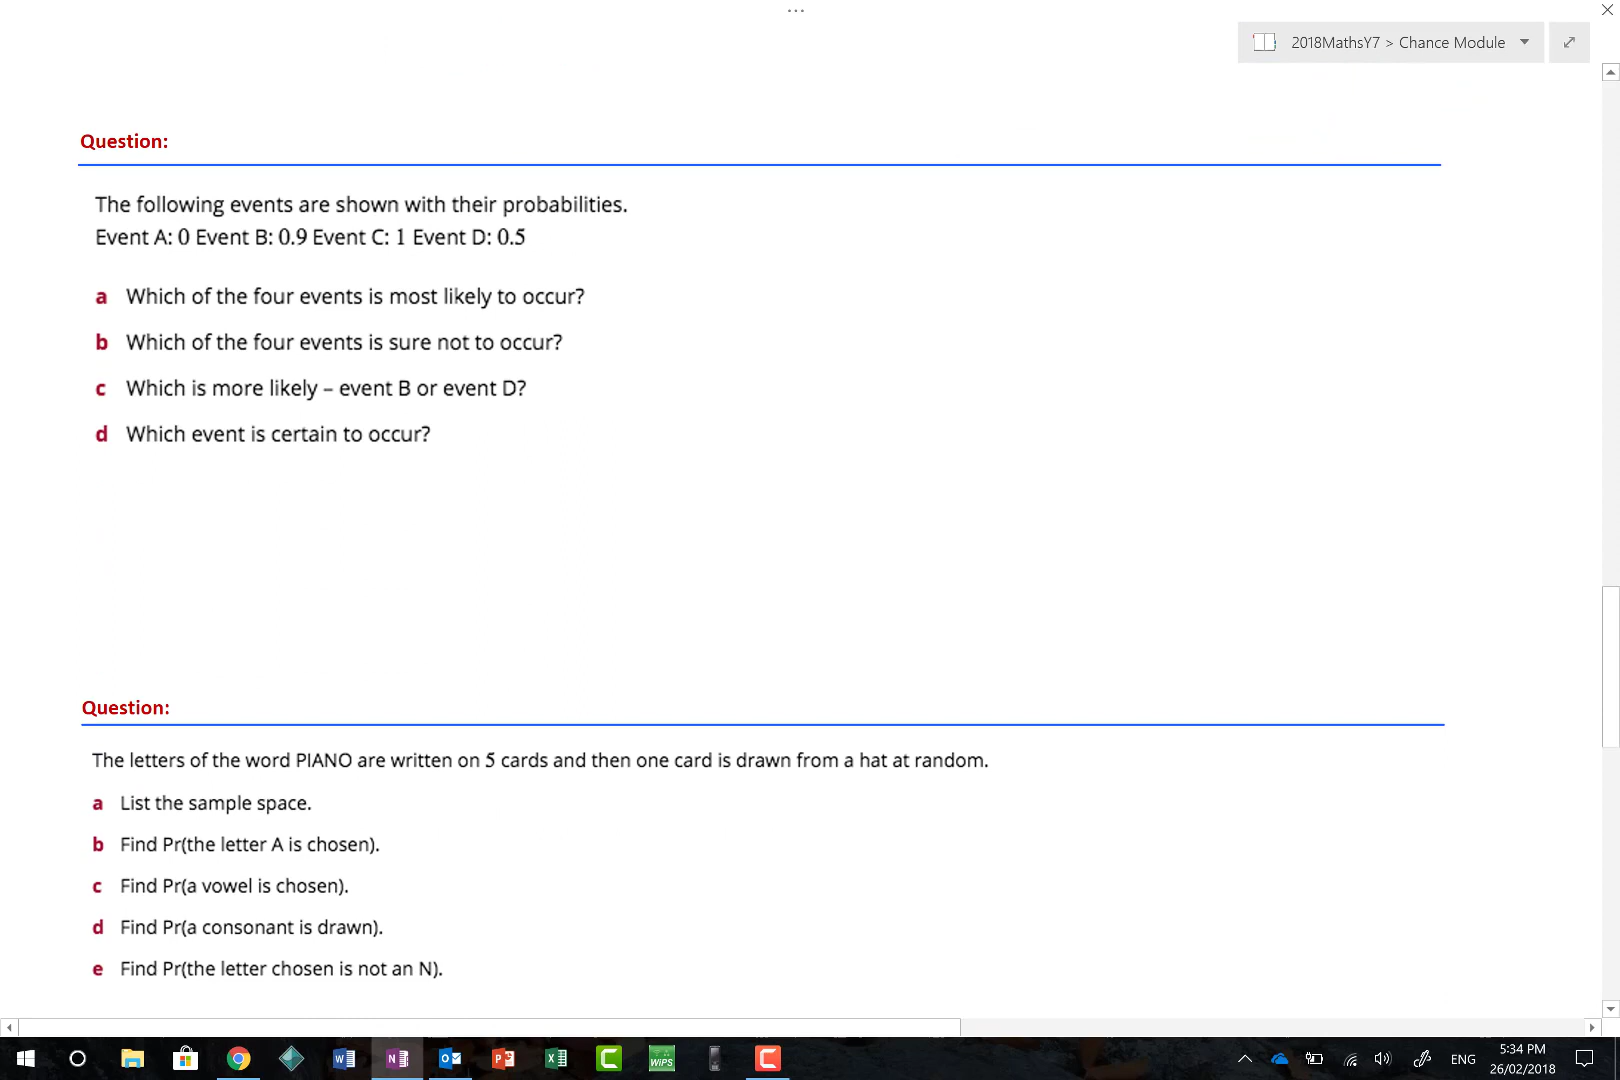 2018MathsY7 > Chance Module
Question:
The following events are shown with their probabilities.
Event A: 0 Event B: 0.9 Event C: 1 Event D: 0.5
a Which of the four events is most likely to occur?
b Which of the four events is sure not to occur?
c Which is more likely – event B or event D?
d Which event is certain to occur?
Question:
The letters of the word PIANO are written on 5 cards and then one card is drawn from a hat at random.
a List the sample space.
b Find Pr(the letter A is chosen).
c Find Pr(a vowel is chosen).
d Find Pr(a consonant is drawn).
e Find Pr(the letter chosen is not an N).
WiPS
ENG
5:34 PM
26/02/2018